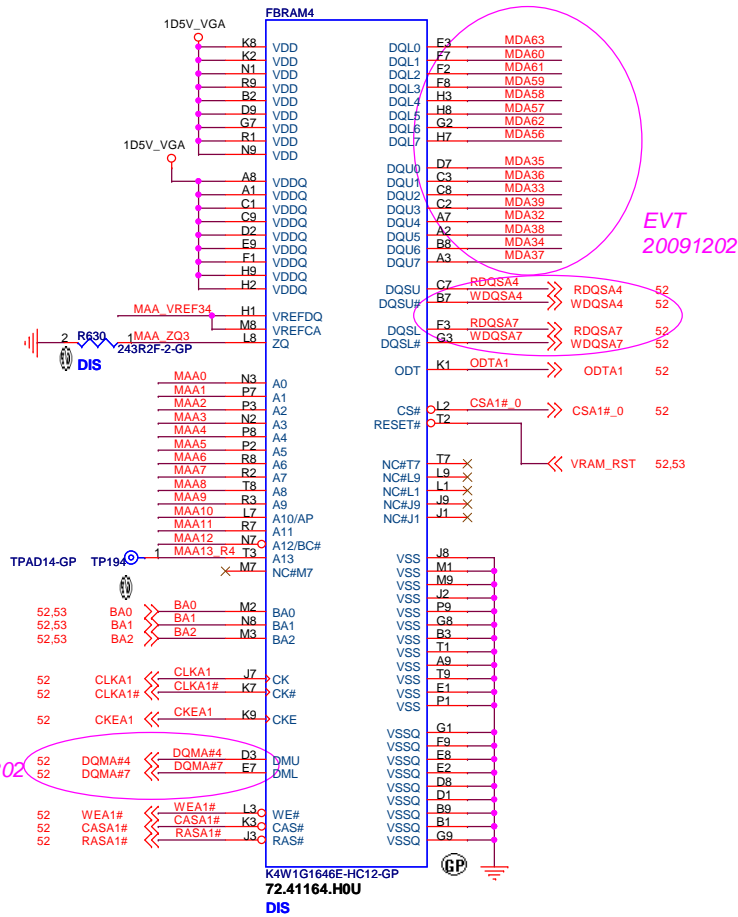 FBRAM4
1D5V_VGA
K8 VDD
K2 VDD
N1 VDD
R9 VDD
B2 VDD
D9 VDD
G7 VDD
R1 VDD
N9 VDD
1D5V_VGA
A8 VDDQ
A1 VDDQ
C1 VDDQ
C9 VDDQ
D2 VDDQ
E9 VDDQ
F1 VDDQ
H9 VDDQ
H2 VDDQ
MAA_VREF34 H1 VREFDQ
M8 VREFCA
2 R630 1 MAA_ZQ3 L8 ZQ
243R2F-2-GP
DIS
MAA0 N3 A0
MAA1 P7 A1
MAA2 P3 A2
MAA3 N2 A3
MAA4 P8 A4
MAA5 P2 A5
MAA6 R8 A6
MAA7 R2 A7
MAA8 T8 A8
MAA9 R3 A9
MAA10 L7 A10/AP
MAA11 R7 A11
MAA12 N7 A12/BC#
TPAD14-GP TP194 1 MAA13_R4 T3 A13
M7 NC#M7
52,53 BA0 BA0 M2 BA0
52,53 BA1 BA1 N8 BA1
52,53 BA2 BA2 M3 BA2
52 CLKA1 CLKA1 J7 CK
52 CLKA1# CLKA1# K7 CK#
52 CKEA1 CKEA1 K9 CKE
02
52 DQMA#4 DQMA#4 D3 DMU
52 DQMA#7 DQMA#7 E7 DML
52 WEA1# WEA1# L3 WE#
52 CASA1# CASA1# K3 CAS#
52 RASA1# RASA1# J3 RAS#
DQL0 E3 MDA63
DQL1 F7 MDA60
DQL2 F2 MDA61
DQL3 F8 MDA59
DQL4 H3 MDA58
DQL5 H8 MDA57
DQL6 G2 MDA62
DQL7 H7 MDA56
DQU0 D7 MDA35
DQU1 C3 MDA36
DQU2 C8 MDA33
DQU3 C2 MDA39
DQU4 A7 MDA32
DQU5 A2 MDA38
DQU6 B8 MDA34
DQU7 A3 MDA37
EVT
20091202
DQSU C7 RDQSA4 RDQSA4 52
DQSU# B7 WDQSA4 WDQSA4 52
DQSL F3 RDQSA7 RDQSA7 52
DQSL# G3 WDQSA7 WDQSA7 52
ODT K1 ODTA1 ODTA1 52
CS# L2 CSA1#_0 CSA1#_0 52
RESET# T2
VRAM_RST 52,53
NC#T7 T7
NC#L9 L9
NC#L1 L1
NC#J9 J9
NC#J1 J1
VSS J8
VSS M1
VSS M9
VSS J2
VSS P9
VSS G8
VSS B3
VSS T1
VSS A9
VSS T9
VSS E1
VSS P1
VSSQ G1
VSSQ F9
VSSQ E8
VSSQ E2
VSSQ D8
VSSQ D1
VSSQ B9
VSSQ B1
VSSQ G9
GP
K4W1G1646E-HC12-GP
72.41164.H0U
DIS